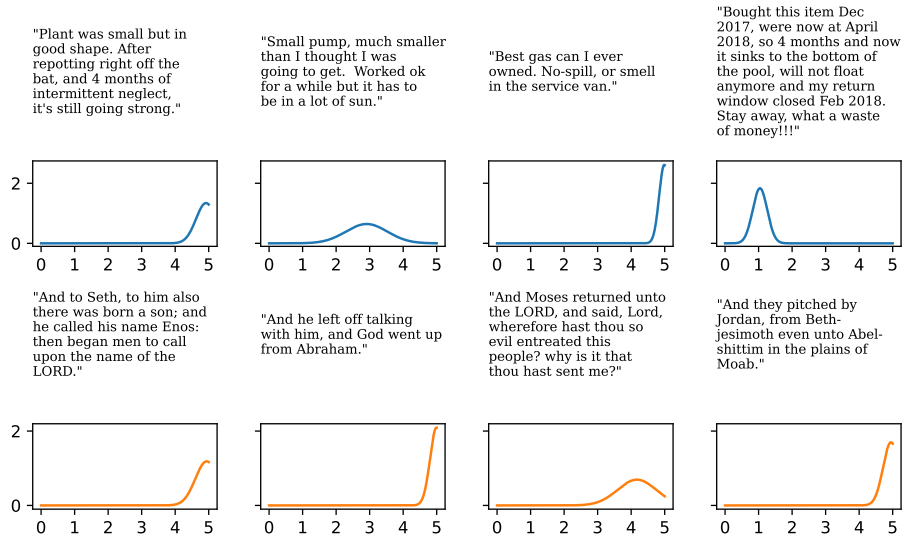 "Plant was small but in
good shape. After
repotting right off the
bat, and 4 months of
intermittent neglect,
it's still going strong."
"Small pump, much smaller
than I thought I was
going to get.  Worked ok
for a while but it has to
be in a lot of sun."
"Best gas can I ever
owned. No-spill, or smell
in the service van."
"Bought this item Dec
2017, were now at April
2018, so 4 months and now
it sinks to the bottom of
the pool, will not float
anymore and my return
window closed Feb 2018.
Stay away, what a waste
of money!!!"
2
0
0 1 2 3 4 5
0 1 2 3 4 5
0 1 2 3 4 5
0 1 2 3 4 5
"And to Seth, to him also
there was born a son; and
he called his name Enos:
then began men to call
upon the name of the
LORD."
"And he left off talking
with him, and God went up
from Abraham."
"And Moses returned unto
the LORD, and said, Lord,
wherefore hast thou so
evil entreated this
people? why is it that
thou hast sent me?"
"And they pitched by
Jordan, from Beth-
jesimoth even unto Abel-
shittim in the plains of
Moab."
2
0
0 1 2 3 4 5
0 1 2 3 4 5
0 1 2 3 4 5
0 1 2 3 4 5